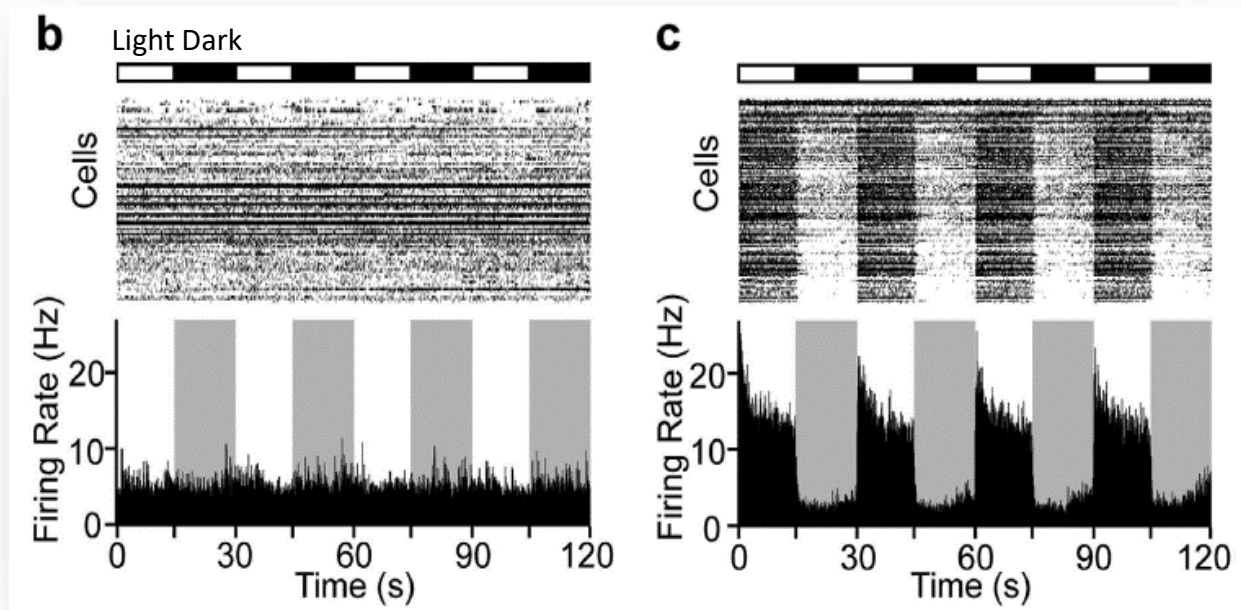 b
Light Dark
Cells
Firing Rate (Hz)
20
10
0
0 30 60 90 120
Time (s)
c
Cells
Firing Rate (Hz)
20
10
0
0 30 60 90 120
Time (s)